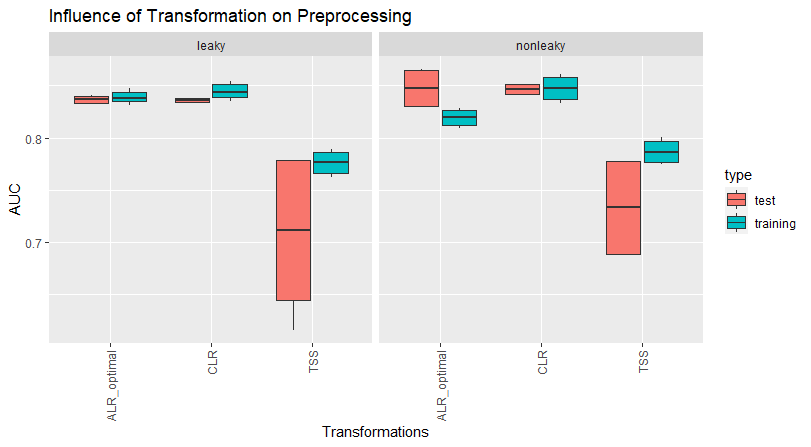 Influence of Transformation on Preprocessing
leaky
nonleaky
AUC
0.8
0.7
ALR_optimal
CLR
TSS
ALR_optimal
CLR
TSS
Transformations
type
test
training